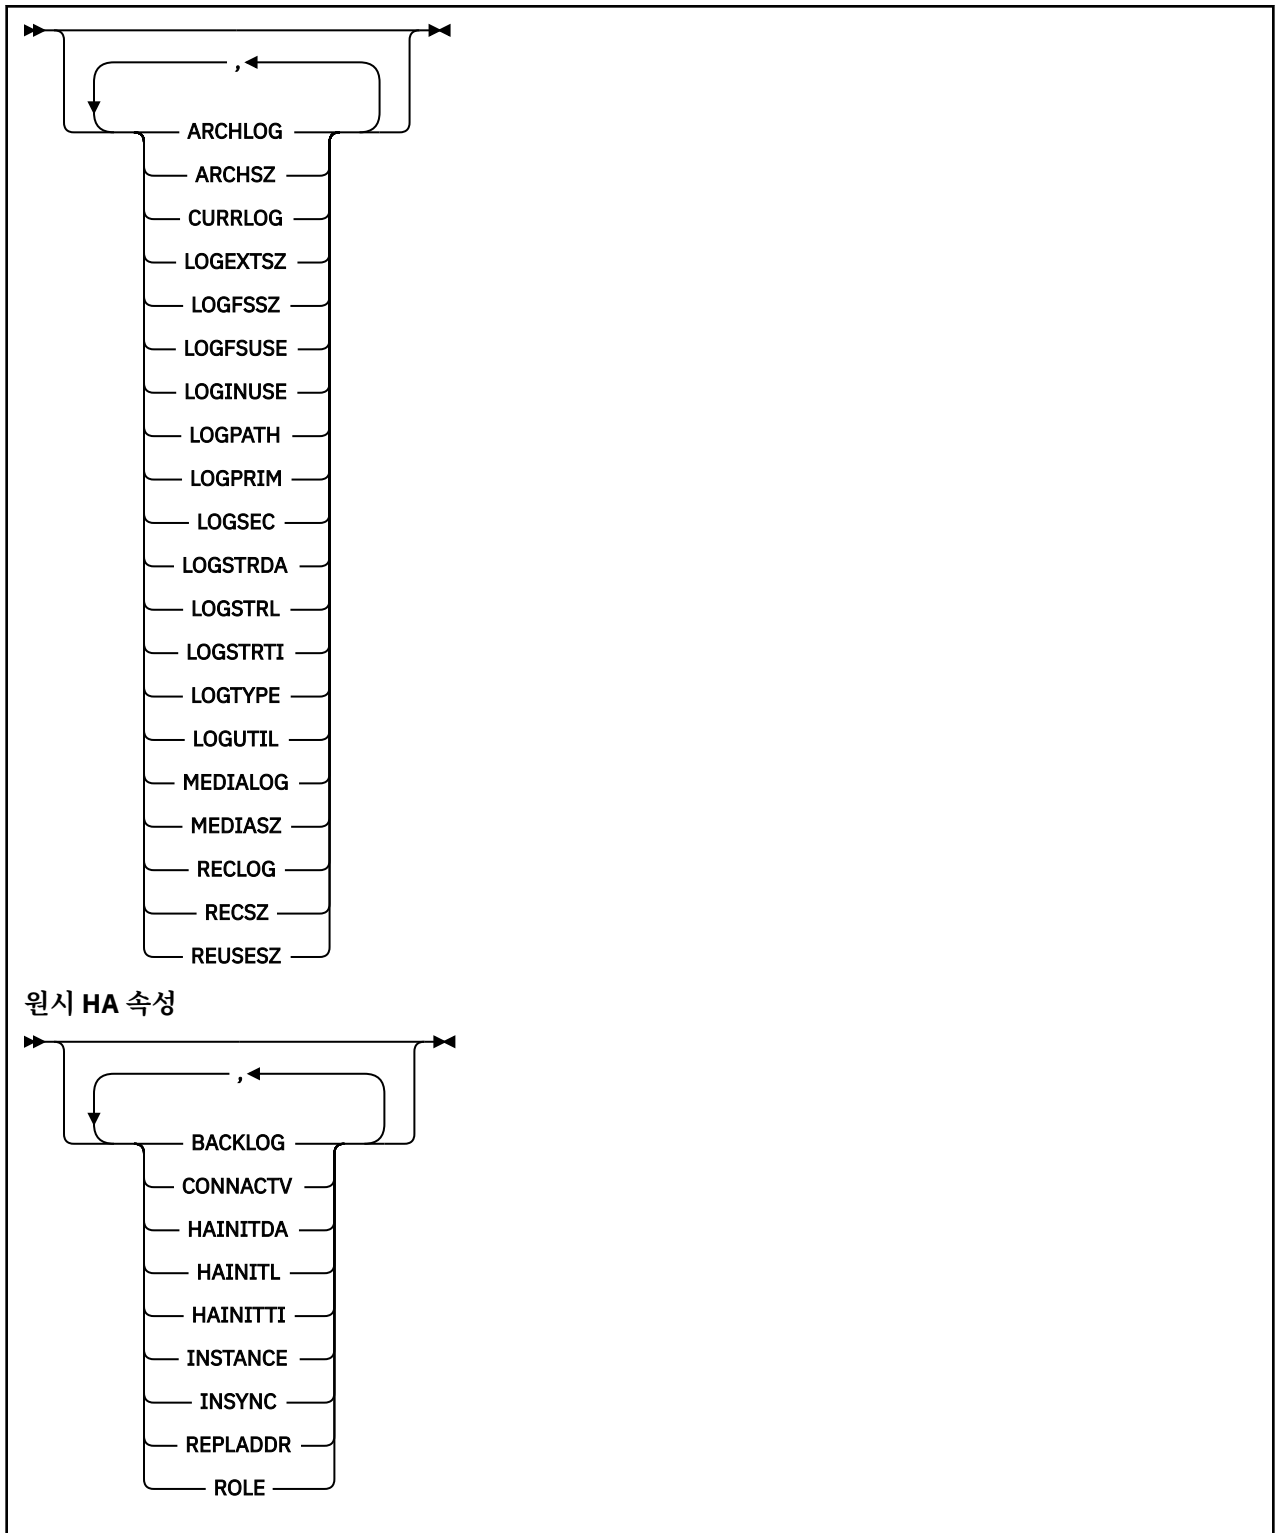 ,
ARCHLOG
ARCHSZ
CURRLOG
LOGEXTSZ
LOGFSSZ
LOGFSUSE
LOGINUSE
LOGPATH
LOGPRIM
LOGSEC
LOGSTRDA
LOGSTRL
LOGSTRTI
LOGTYPE
LOGUTIL
MEDIALOG
MEDIASZ
RECLOG
RECSZ
REUSESZ
원시 HA 속성
,
BACKLOG
CONNACTV
HAINITDA
HAINITL
HAINITTI
INSTANCE
INSYNC
REPLADDR
ROLE